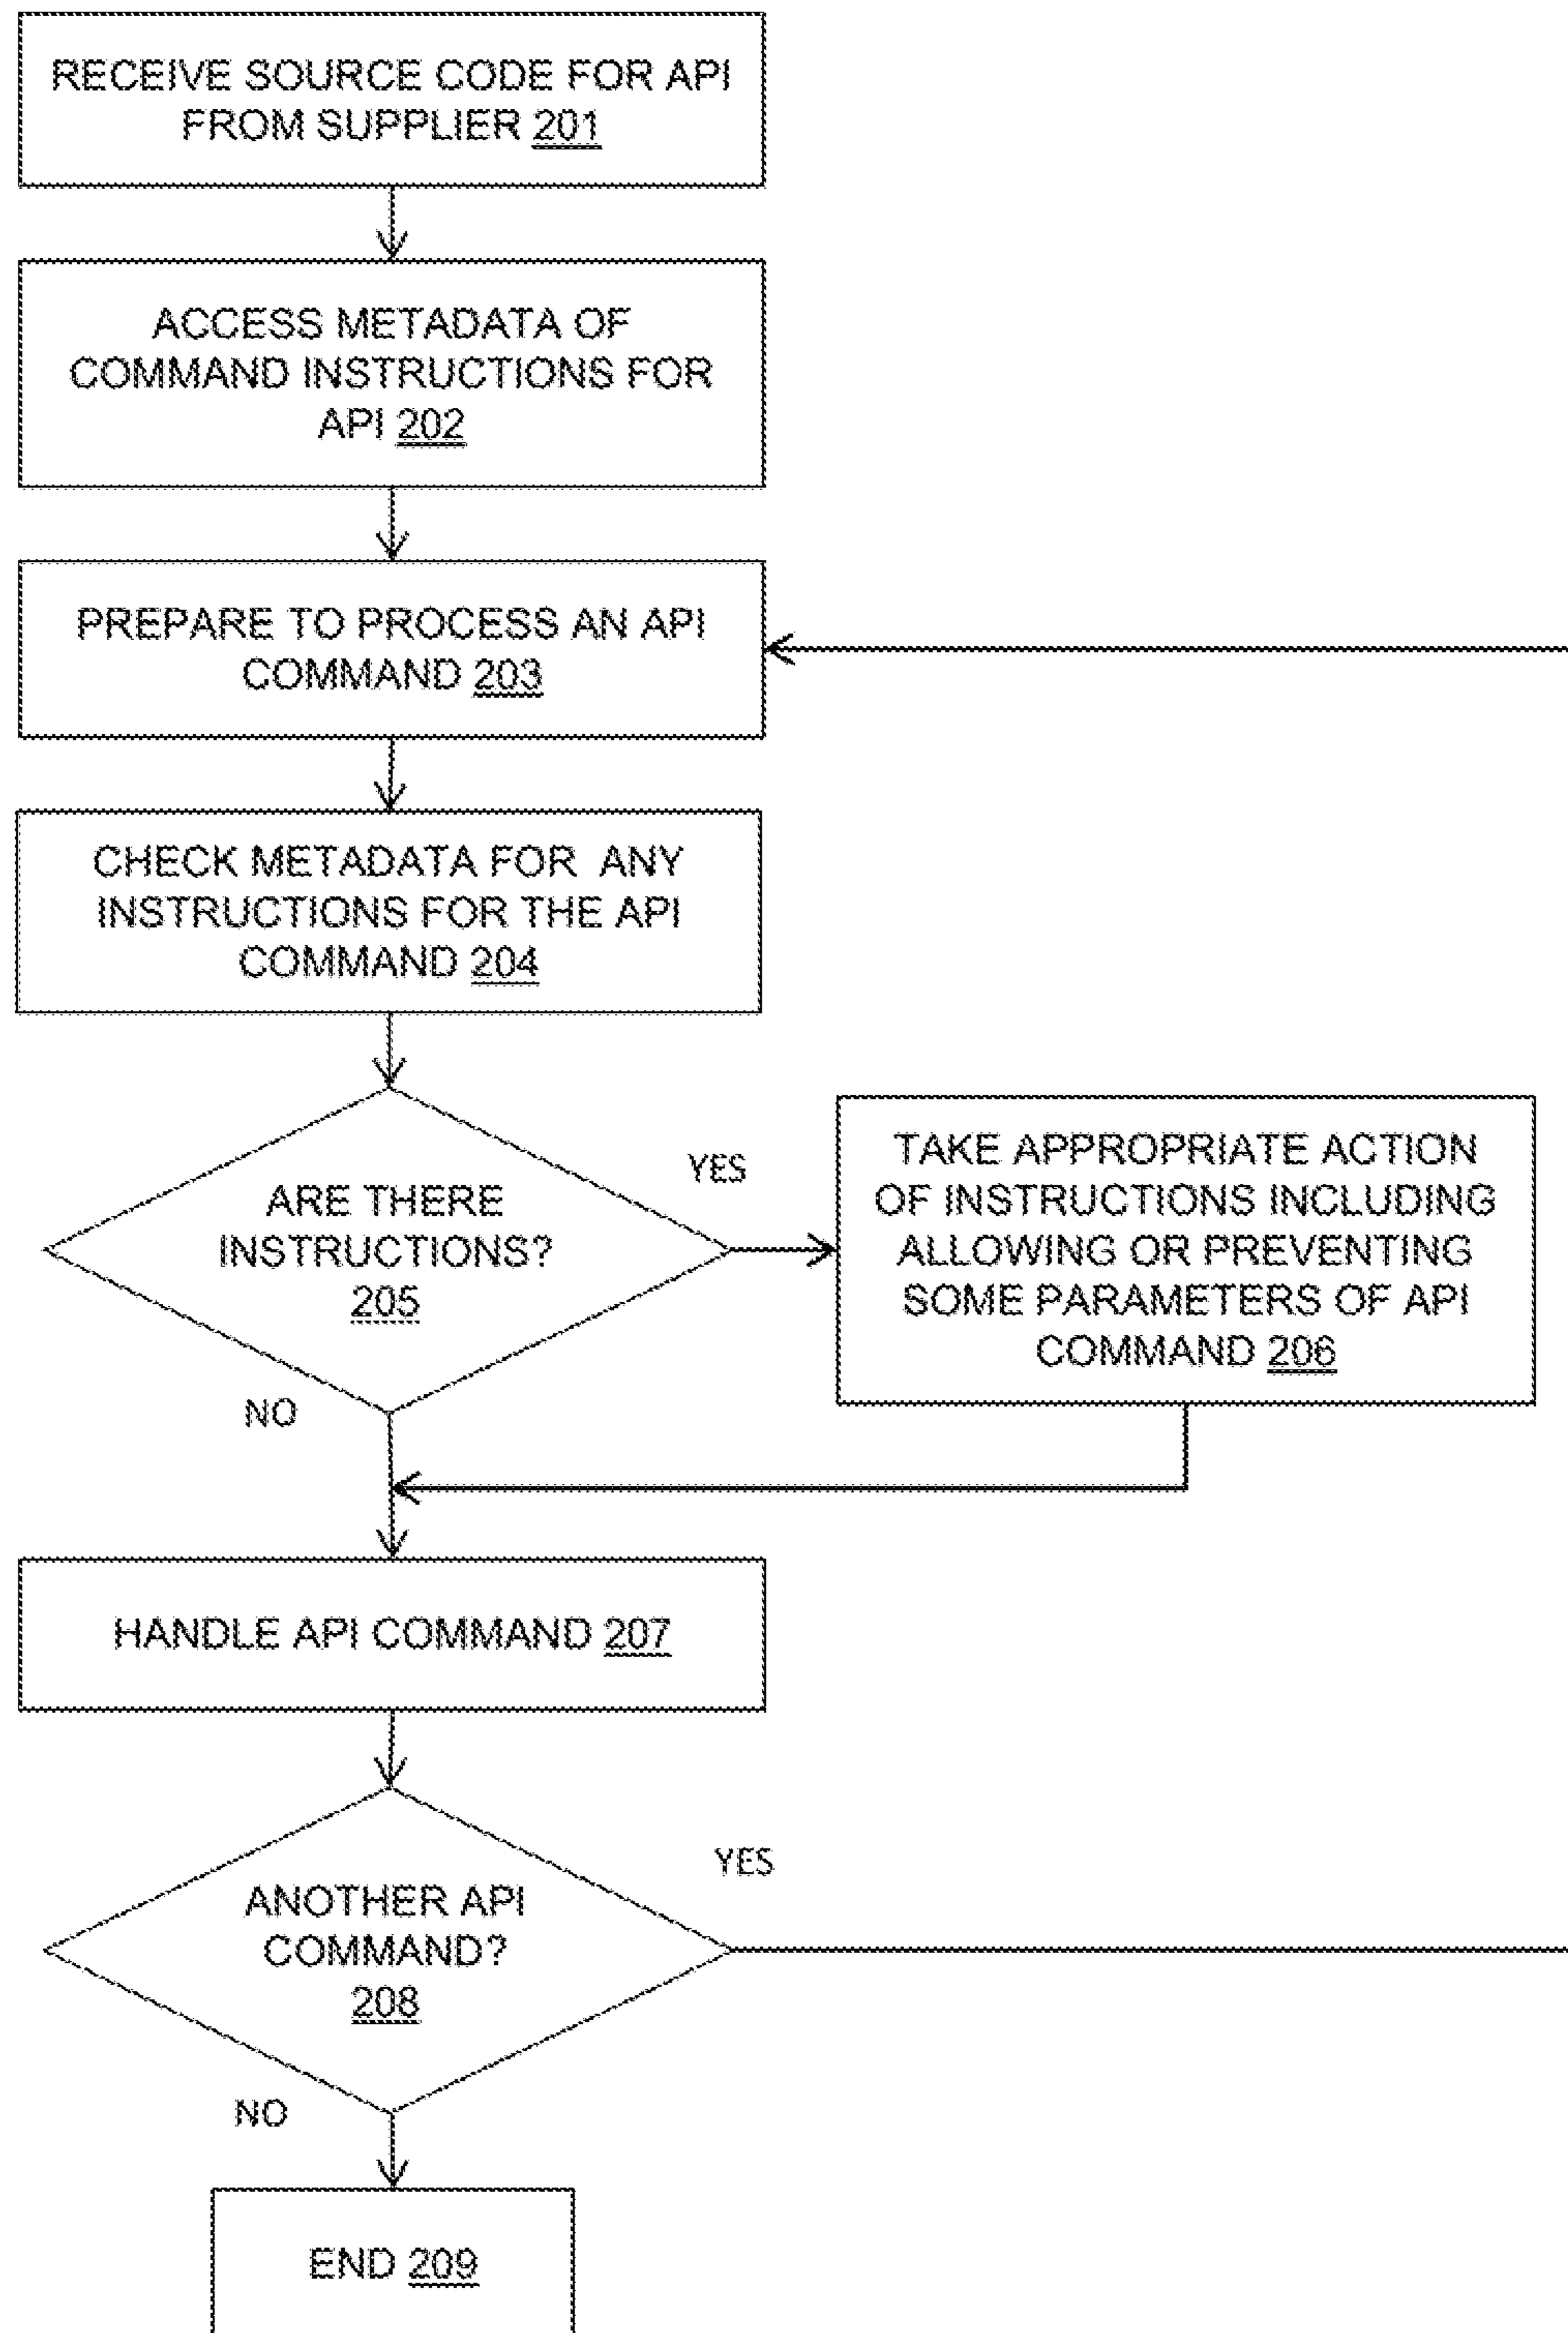 RECEIVE SOURCE CODE FOR API
FROM SUPPLIER 201
ACCESS METADATA OF
COMMAND INSTRUCTIONS FOR
API 202
PREPARE TO PROCESS AN API
COMMAND 203
CHECK METADATA FOR ANY
INSTRUCTIONS FOR THE API
COMMAND 204
ARE THERE
INSTRUCTIONS?
205
YES
TAKE APPROPRIATE ACTION
OF INSTRUCTIONS INCLUDING
ALLOWING OR PREVENTING
SOME PARAMETERS OF API
COMMAND 206
NO
HANDLE API COMMAND 207
ANOTHER API
COMMAND?
208
YES
NO
END 209